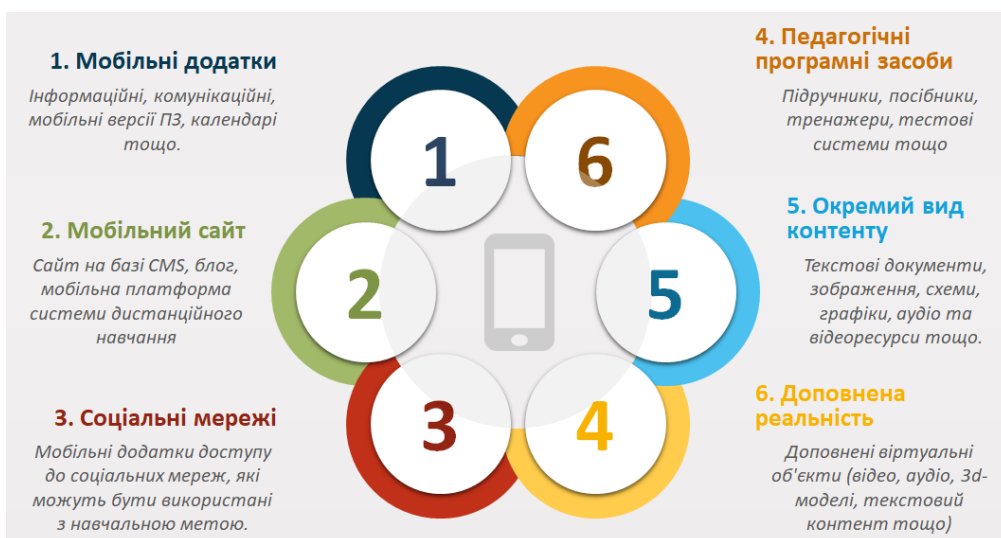 1. Мобільні додатки
Інформаційні, комунікаційні,
мобільні версії ПЗ, календарі
тощо.
2. Мобільний сайт
Сайт на базі CMS, блог,
мобільна платформа
системи дистанційного
навчання
3. Соціальні мережі
Мобільні додатки доступу
до соціальних мереж, які
можуть бути використані
з навчальною метою.
1
6
2
5
3
4
4. Педагогічні
програмні засоби
Підручники, посібники,
тренажери, тестові
системи тощо
5. Окремий вид
контенту
Текстові документи,
зображення, схеми,
графіки, аудіо та
відеоресурси тощо.
6. Доповнена
реальність
Доповнені віртуальні
об'єкти (відео, аудіо, 3d-
моделі, текстовий
контент тощо)